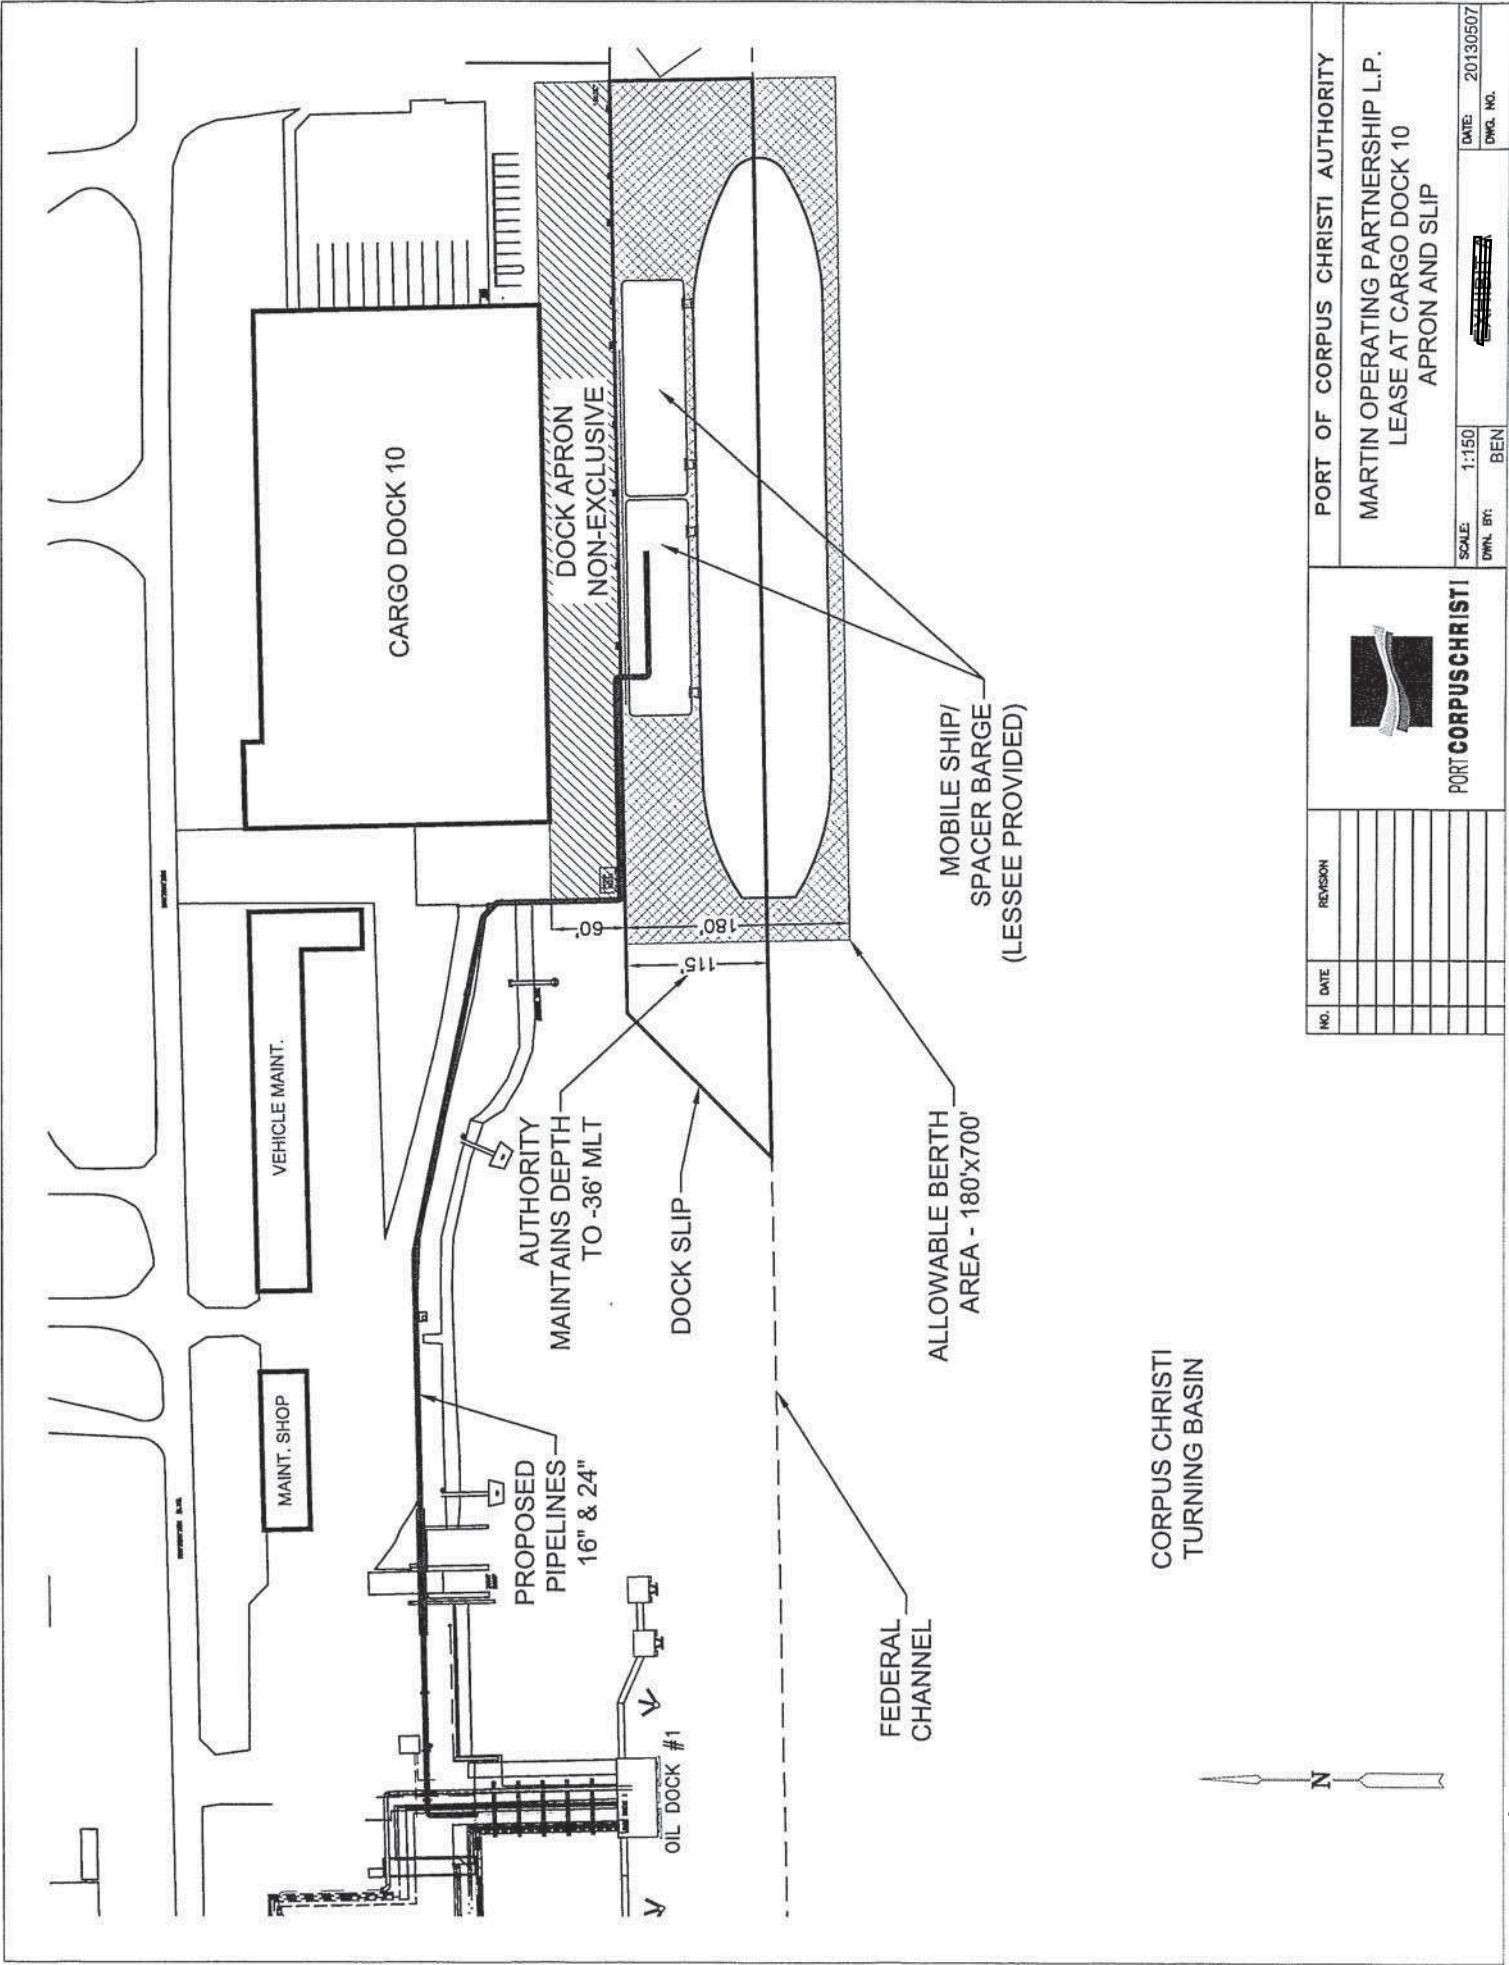 CARGO DOCK 10
DOCK APRON
NON-EXCLUSIVE
VEHICLE MAINT.
MAINT. SHOP
60'
180'
115'
AUTHORITY
MAINTAINS DEPTH
TO -36' MLT
PROPOSED
PIPELINES
16" & 24"
DOCK SLIP
MOBILE SHIP/
SPACER BARGE
(LESSEE PROVIDED)
ALLOWABLE BERTH
AREA - 180'x700'
OIL DOCK #1
FEDERAL
CHANNEL
CORPUS CHRISTI
TURNING BASIN
N
NO.
DATE
REVISION
PORT CORPUS CHRISTI
PORT OF CORPUS CHRISTI AUTHORITY
MARTIN OPERATING PARTNERSHIP L.P.
LEASE AT CARGO DOCK 10
APRON AND SLIP
SCALE: 1:150
DWN. BY: BEN
EXHIBIT A
DATE: 20130507
DWG. NO.